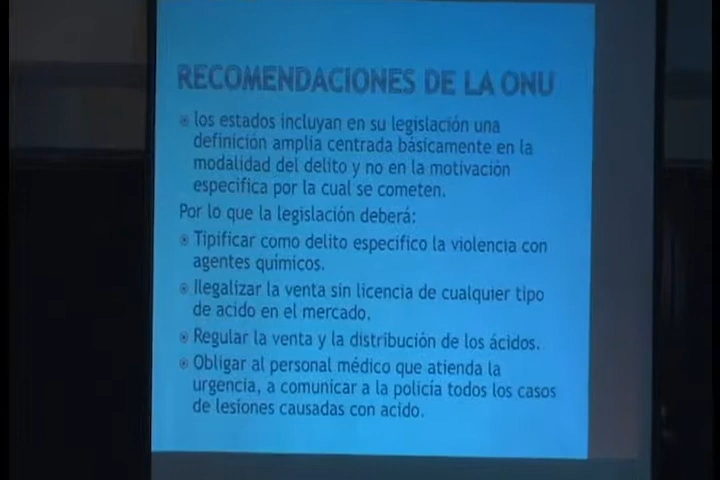 RECOMENDACIONES DE LA ONU
los estados incluyan en su legislación una
definición amplia centrada básicamente en la
modalidad del delito y no en la motivación
especifica por la cual se cometen.
Por lo que la legislación deberá:
Tipificar como delito especifico la violencia con
agentes químicos.
Ilegalizar la venta sin licencia de cualquier tipo
de acido en el mercado.
Regular la venta y la distribución de los ácidos.
Obligar al personal médico que atienda la
urgencia, a comunicar a la policía todos los casos
de lesiones causadas con acido.